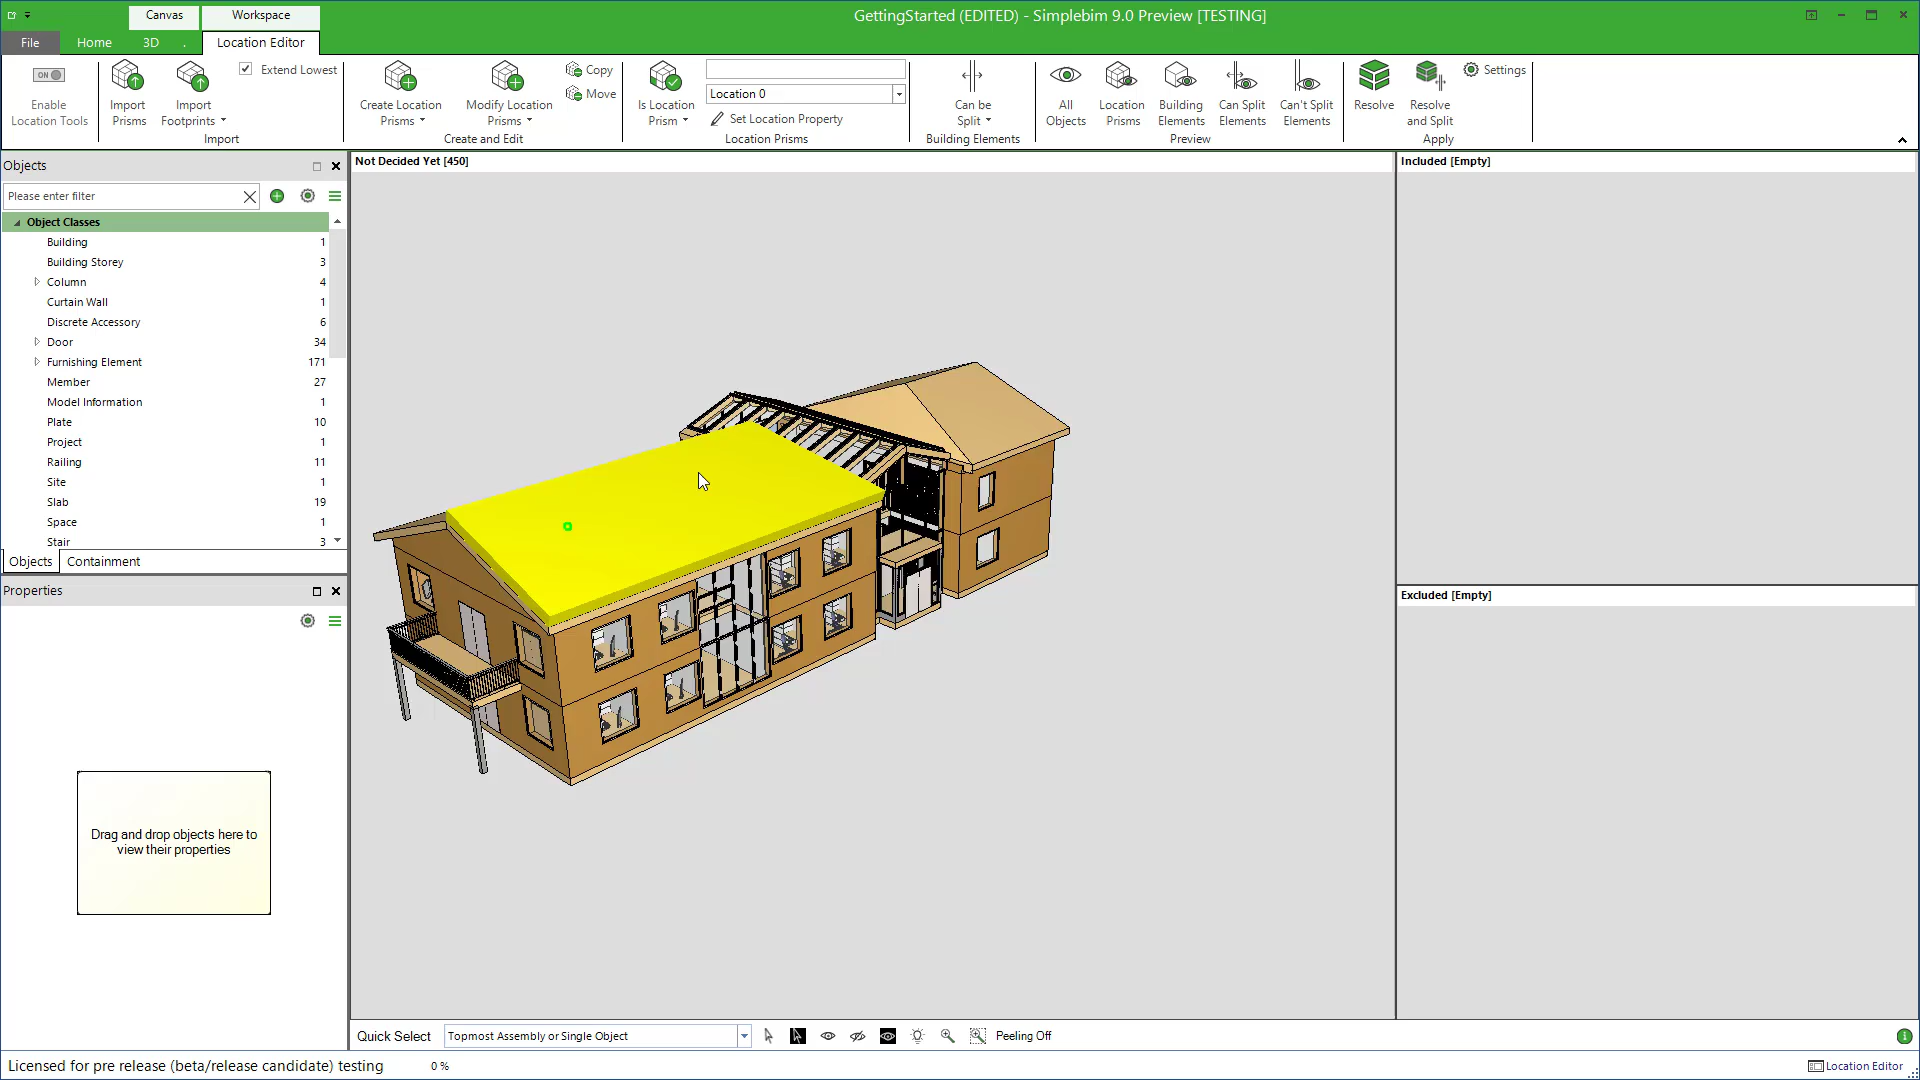 Canvas
Workspace
GettingStarted (EDITED) - Simplebim 9.0 Preview [TESTING]
File
Home
3D
.
Location Editor
ON
Enable
Location Tools
Import
Prisms
Import
Footprints
Extend Lowest
Import
Create Location
Prisms
Modify Location
Prisms
Copy
Move
Create and Edit
Is Location
Prism
Location 0
Set Location Property
Location Prisms
Can be
Split
Building Elements
All
Objects
Location
Prisms
Building
Elements
Can Split
Elements
Can't Split
Elements
Preview
Resolve
Resolve
and Split
Settings
Apply
Objects
Please enter filter
Object Classes
Building 1
Building Storey 3
Column 4
Curtain Wall 1
Discrete Accessory 6
Door 34
Furnishing Element 171
Member 27
Model Information 1
Plate 10
Project 1
Railing 11
Site 1
Slab 19
Space 1
Stair 3
Objects
Containment
Properties
Drag and drop objects here to
view their properties
Not Decided Yet [450]
Included [Empty]
Excluded [Empty]
Quick Select
Topmost Assembly or Single Object
Peeling Off
Licensed for pre release (beta/release candidate) testing
0 %
Location Editor